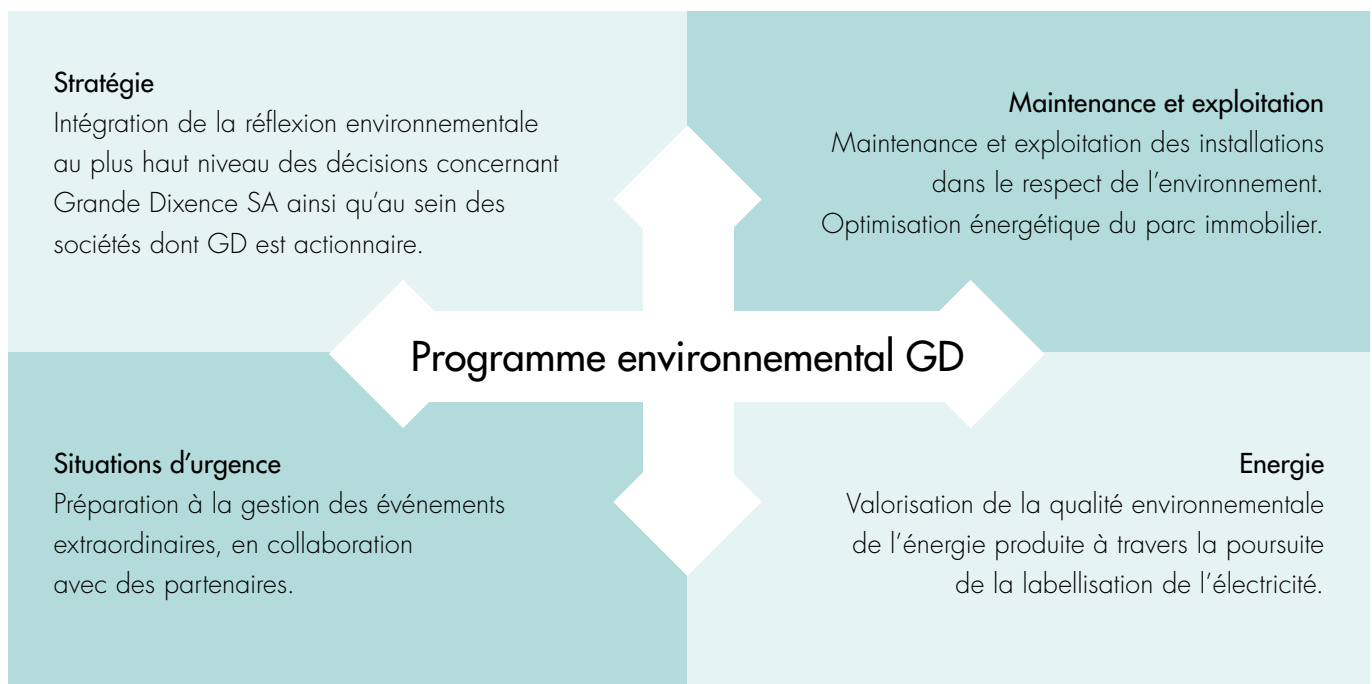 Stratégie
Intégration de la réflexion environnementale
au plus haut niveau des décisions concernant
Grande Dixence SA ainsi qu'au sein des
sociétés dont GD est actionnaire.
Maintenance et exploitation
Maintenance et exploitation des installations
dans le respect de l'environnement.
Optimisation énergétique du parc immobilier.
Programme environnemental GD
Situations d'urgence
Préparation à la gestion des événements
extraordinaires, en collaboration
avec des partenaires.
Energie
Valorisation de la qualité environnementale
de l'énergie produite à travers la poursuite
de la labellisation de l'électricité.